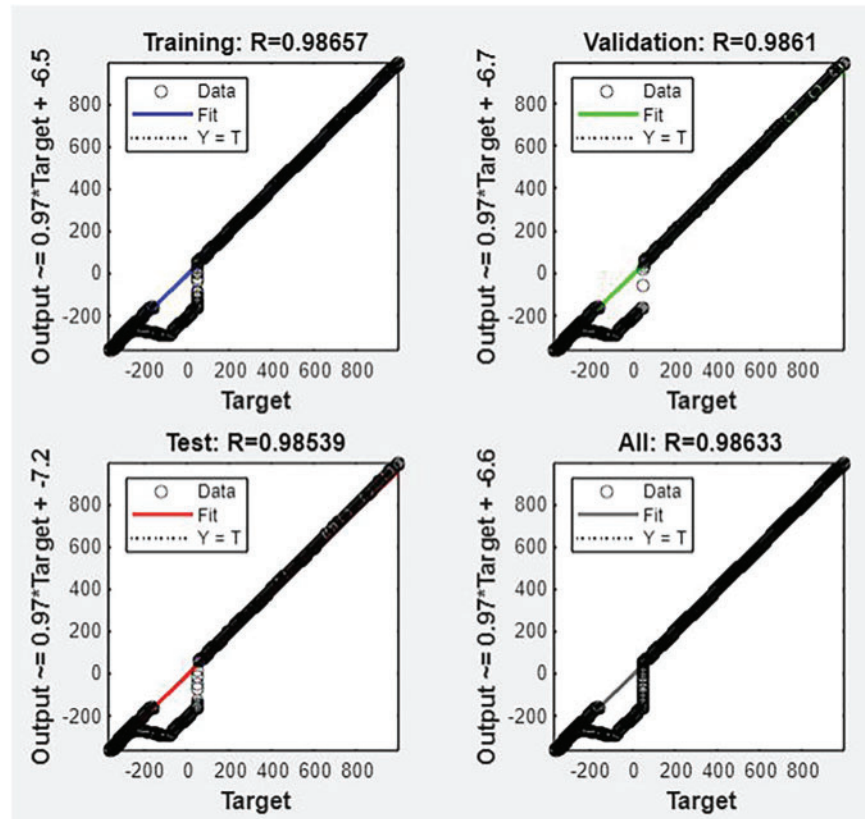 Training: R=0.98657
Output ~= 0.97*Target + -6.5
Data
Fit
Y = T
800
600
400
200
0
-200
-200 0 200 400 600 800
Target
Validation: R=0.9861
Output ~= 0.97*Target + -6.7
Data
Fit
Y = T
800
600
400
200
0
-200
-200 0 200 400 600 800
Target
Test: R=0.98539
Output ~= 0.97*Target + -7.2
Data
Fit
Y = T
800
600
400
200
0
-200
-200 0 200 400 600 800
Target
All: R=0.98633
Output ~= 0.97*Target + -6.6
Data
Fit
Y = T
800
600
400
200
0
-200
-200 0 200 400 600 800
Target